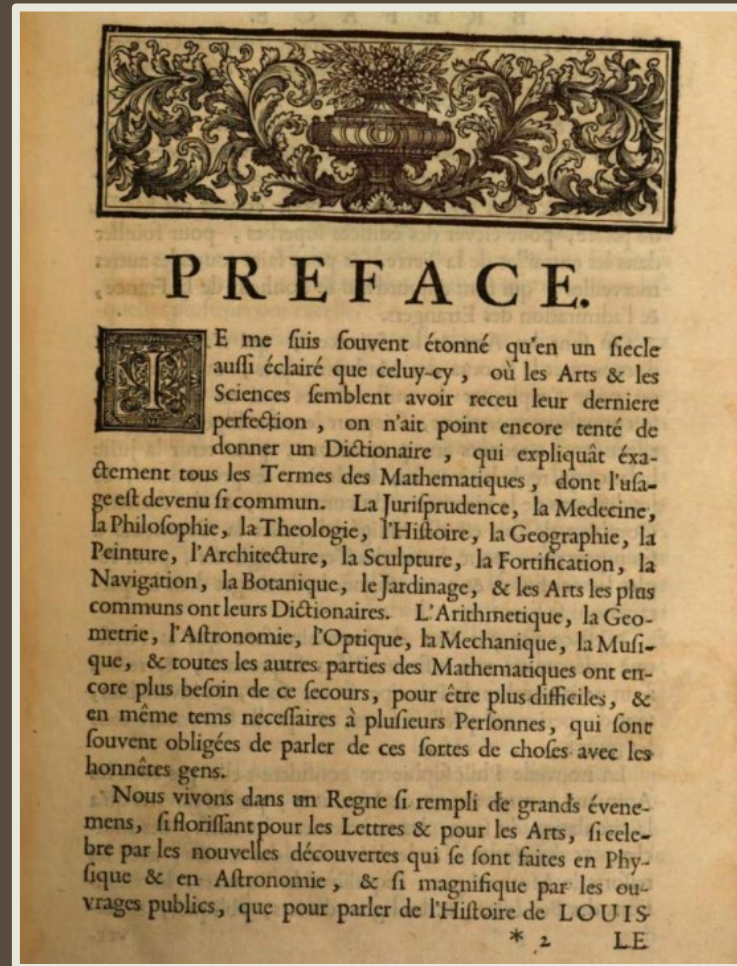 PREFACE.
IE me suis souvent étonné qu'en un siecle
aussi éclairé que celuy-cy, où les Arts & les
Sciences semblent avoir receu leur derniere
perfection, on n'ait point encore tenté de
donner un Dictionaire, qui expliquât éxa-
ctement tous les Termes des Mathematiques, dont l'usa-
ge est devenu si commun. La Jurisprudence, la Medecine,
la Philosophie, la Theologie, l'Histoire, la Geographie, la
Peinture, l'Architecture, la Sculpture, la Fortification, la
Navigation, la Botanique, le Jardinage, & les Arts les plus
communs ont leurs Dictionaires. L'Arithmetique, la Geo-
metrie, l'Astronomie, l'Optique, la Mechanique, la Musi-
que, & toutes les autres parties des Mathematiques ont en-
core plus besoin de ce secours, pour être plus difficiles, &
en même tems necessaires à plusieurs Personnes, qui sont
souvent obligées de parler de ces sortes de choses avec les
honnêtes gens.
Nous vivons dans un Regne si rempli de grands évene-
mens, si florissant pour les Lettres & pour les Arts, si cele-
bre par les nouvelles découvertes qui se sont faites en Phy-
sique & en Astronomie, & si magnifique par les ou-
vrages publics, que pour parler de l'Histoire de LOUIS
* 2 LE